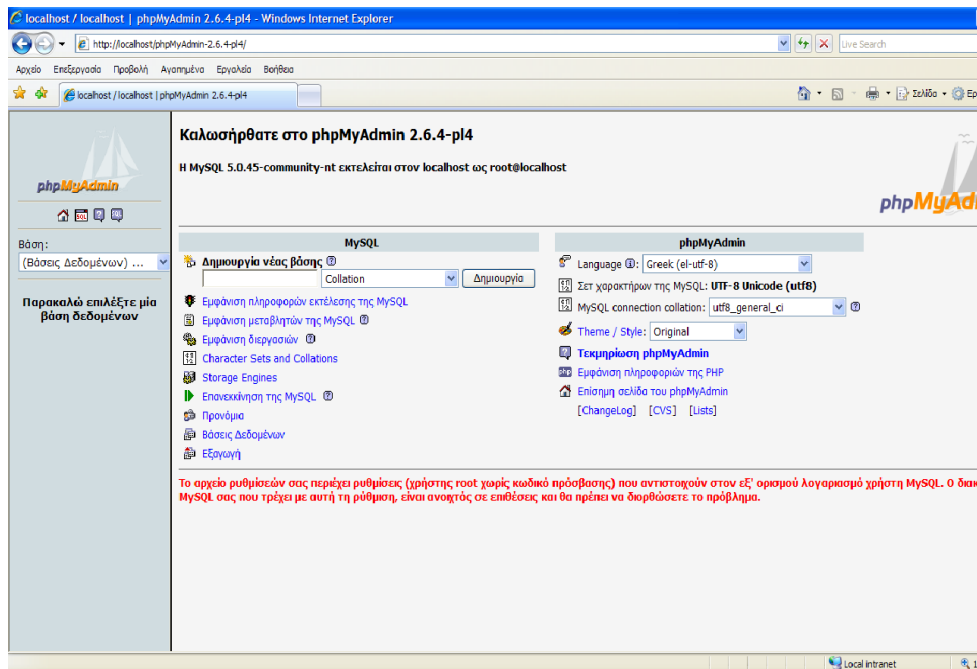 localhost / localhost | phpMyAdmin 2.6.4-pl4 - Windows Internet Explorer
http://localhost/phpMyAdmin-2.6.4-pl4/
Live Search
Αρχείο Επεξεργασία Προβολή Αγαπημένα Εργαλεία Βοήθεια
localhost / localhost | phpMyAdmin 2.6.4-pl4
Σελίδα
phpMyAdmin
SQL
Βάση:
(Βάσεις Δεδομένων) ...
Παρακαλώ επιλέξτε μία
βάση δεδομένων
Καλωσήρθατε στο phpMyAdmin 2.6.4-pl4
Η MySQL 5.0.45-community-nt εκτελείται στον localhost ως root@localhost
MySQL
Δημιουργία νέας βάσης
Collation Δημιουργία
Εμφάνιση πληροφορών εκτέλεσης της MySQL
Εμφάνιση μεταβλητών της MySQL
Εμφάνιση διεργασιών
Character Sets and Collations
Storage Engines
Επανεκκίνηση της MySQL
Προνόμια
Βάσεις Δεδομένων
Εξαγωγή
phpMyAdmin
Language: Greek (el-utf-8)
Σετ χαρακτήρων της MySQL: UTF-8 Unicode (utf8)
MySQL connection collation: utf8_general_ci
Theme / Style: Original
Τεκμηρίωση phpMyAdmin
Εμφάνιση πληροφοριών της PHP
Επίσημη σελίδα του phpMyAdmin
[ChangeLog] [CVS] [Lists]
Το αρχείο ρυθμίσεών σας περιέχει ρυθμίσεις (χρήστης root χωρίς κωδικό πρόσβασης) που αντιστοιχούν στον εξ' ορισμού λογαριασμό χρήστη MySQL. Ο
MySQL σας που τρέχει με αυτή τη ρύθμιση, είναι ανοιχτός σε επιθέσεις και θα πρέπει να διορθώσετε το πρόβλημα.
Local intranet